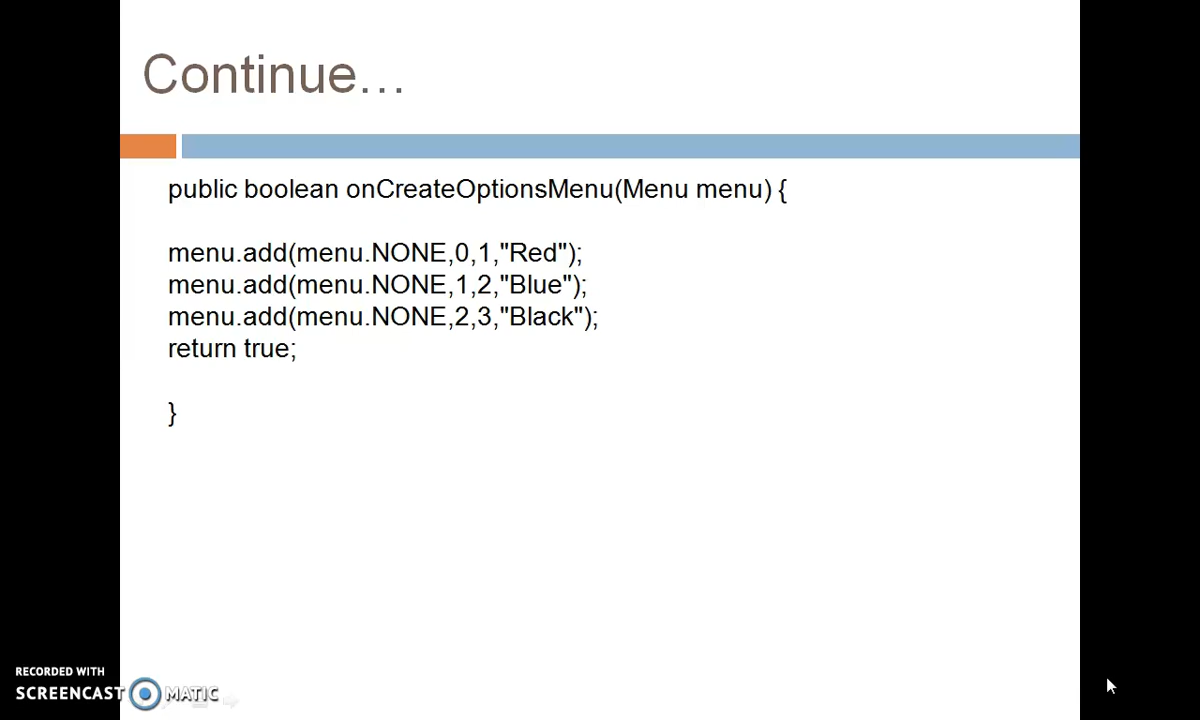 Continue…
public boolean onCreateOptionsMenu(Menu menu) {
menu.add(menu.NONE,0,1,"Red");
menu.add(menu.NONE,1,2,"Blue");
menu.add(menu.NONE,2,3,"Black");
return true;
}
RECORDED WITH
SCREENCAST MATIC